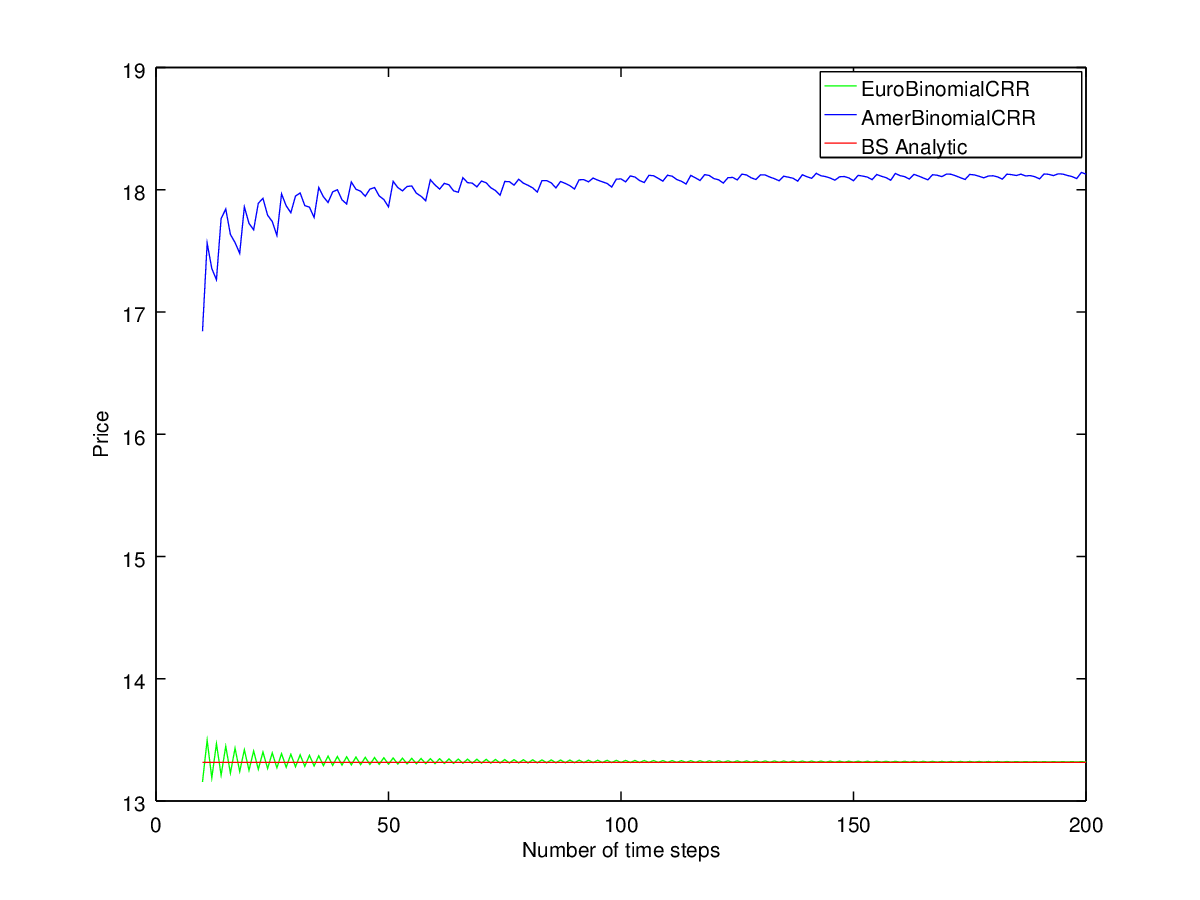 19
18
17
16
15
14
13
Price
EuroBinomialCRR
AmerBinomialCRR
BS Analytic
0 50 100 150 200
Number of time steps